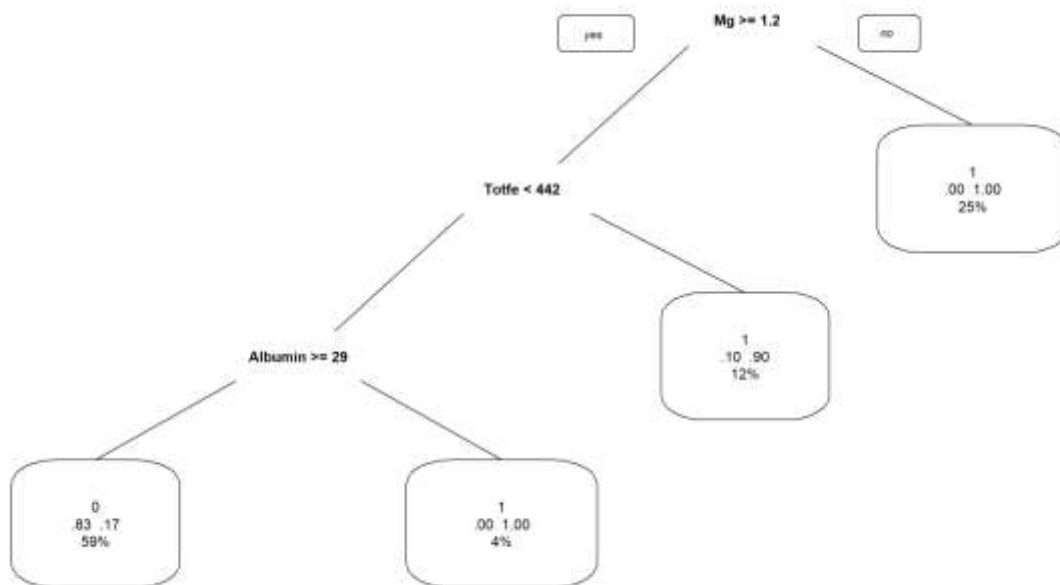 Mg >= 1.2
yes
no
1
.00 1.00
25%
Totfe < 442
1
.10 .90
12%
Albumin >= 29
0
.83 .17
59%
1
.00 1.00
4%